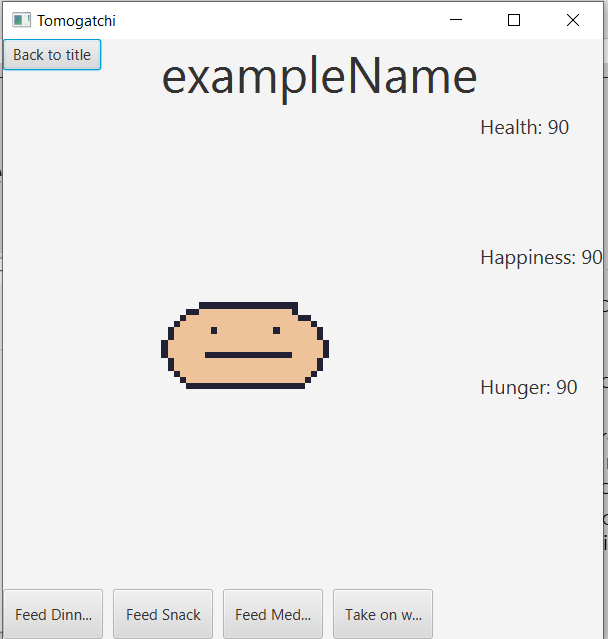 Tomogatchi
Back to title
exampleName
Health: 90
Happiness: 90
Hunger: 90
Feed Dinn...
Feed Snack
Feed Med...
Take on w...